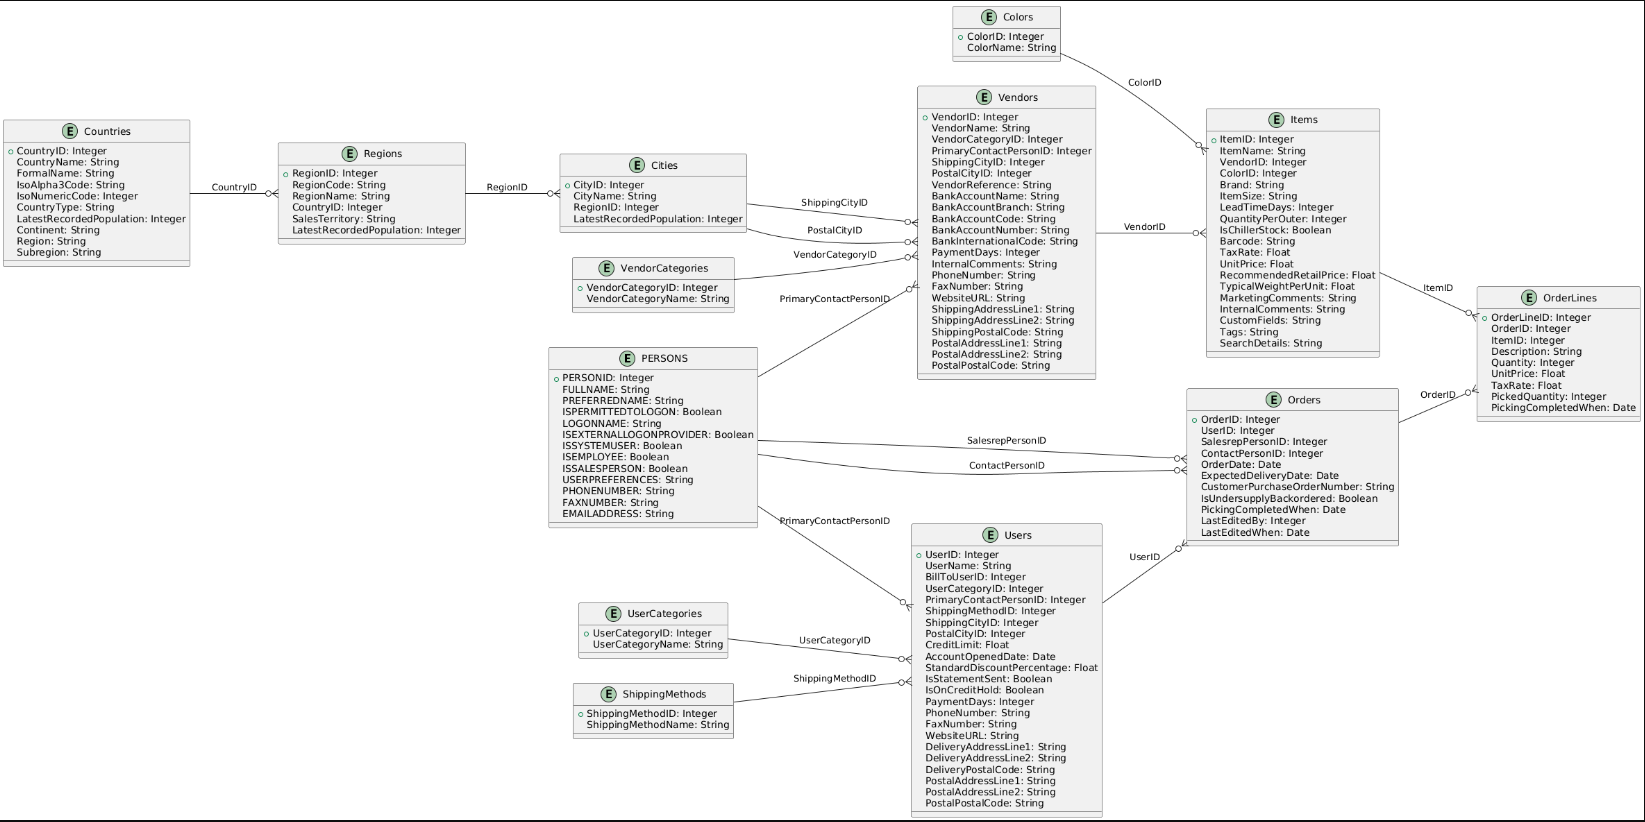 E Colors
ColorID: Integer
ColorName: String
ColorID
E Countries
CountryID: Integer
CountryName: String
FormalName: String
IsoAlpha3Code: String
IsoNumericCode: Integer
CountryType: String
LatestRecordedPopulation: Integer
Continent: String
Region: String
Subregion: String
CountryID
E Regions
RegionID: Integer
RegionCode: String
RegionName: String
CountryID: Integer
SalesTerritory: String
LatestRecordedPopulation: Integer
RegionID
E Cities
CityID: Integer
CityName: String
RegionID: Integer
LatestRecordedPopulation: Integer
ShippingCityID
PostalCityID
E VendorCategories
VendorCategoryID: Integer
VendorCategoryName: String
VendorCategoryID
PrimaryContactPersonID
E Vendors
VendorID: Integer
VendorName: String
VendorCategoryID: Integer
PrimaryContactPersonID: Integer
ShippingCityID: Integer
PostalCityID: Integer
VendorReference: String
BankAccountName: String
BankAccountBranch: String
BankAccountCode: String
BankAccountNumber: String
BankInternationalCode: String
PaymentDays: Integer
InternalComments: String
PhoneNumber: String
FaxNumber: String
WebsiteURL: String
ShippingAddressLine1: String
ShippingAddressLine2: String
ShippingPostalCode: String
PostalAddressLine1: String
PostalAddressLine2: String
PostalPostalCode: String
VendorID
E Items
ItemID: Integer
ItemName: String
VendorID: Integer
ColorID: Integer
Brand: String
ItemSize: String
LeadTimeDays: Integer
QuantityPerOuter: Integer
IsChillerStock: Boolean
Barcode: String
TaxRate: Float
UnitPrice: Float
RecommendedRetailPrice: Float
TypicalWeightPerUnit: Float
MarketingComments: String
InternalComments: String
CustomFields: String
Tags: String
SearchDetails: String
ItemID
E OrderLines
OrderLineID: Integer
OrderID: Integer
ItemID: Integer
Description: String
Quantity: Integer
UnitPrice: Float
TaxRate: Float
PickedQuantity: Integer
PickingCompletedWhen: Date
E PERSONS
PERSONID: Integer
FULLNAME: String
PREFERREDNAME: String
ISPERMITTEDTOLOGON: Boolean
LOGONNAME: String
ISEXTERNALLOGONPROVIDER: Boolean
ISSYSTEMUSER: Boolean
ISEMPLOYEE: Boolean
ISSALESPERSON: Boolean
USERPREFERENCES: String
PHONENUMBER: String
FAXNUMBER: String
EMAILADDRESS: String
SalesrepPersonID
ContactPersonID
PrimaryContactPersonID
E Orders
OrderID: Integer
UserID: Integer
SalesrepPersonID: Integer
ContactPersonID: Integer
OrderDate: Date
ExpectedDeliveryDate: Date
CustomerPurchaseOrderNumber: String
IsUndersupplyBackordered: Boolean
PickingCompletedWhen: Date
LastEditedBy: Integer
LastEditedWhen: Date
OrderID
E Users
UserID: Integer
UserName: String
BillToUserID: Integer
UserCategoryID: Integer
PrimaryContactPersonID: Integer
ShippingMethodID: Integer
ShippingCityID: Integer
PostalCityID: Integer
CreditLimit: Float
AccountOpenedDate: Date
StandardDiscountPercentage: Float
IsStatementSent: Boolean
IsOnCreditHold: Boolean
PaymentDays: Integer
PhoneNumber: String
FaxNumber: String
WebsiteURL: String
DeliveryAddressLine1: String
DeliveryAddressLine2: String
DeliveryPostalCode: String
PostalAddressLine1: String
PostalAddressLine2: String
PostalPostalCode: String
UserID
E UserCategories
UserCategoryID: Integer
UserCategoryName: String
UserCategoryID
E ShippingMethods
ShippingMethodID: Integer
ShippingMethodName: String
ShippingMethodID